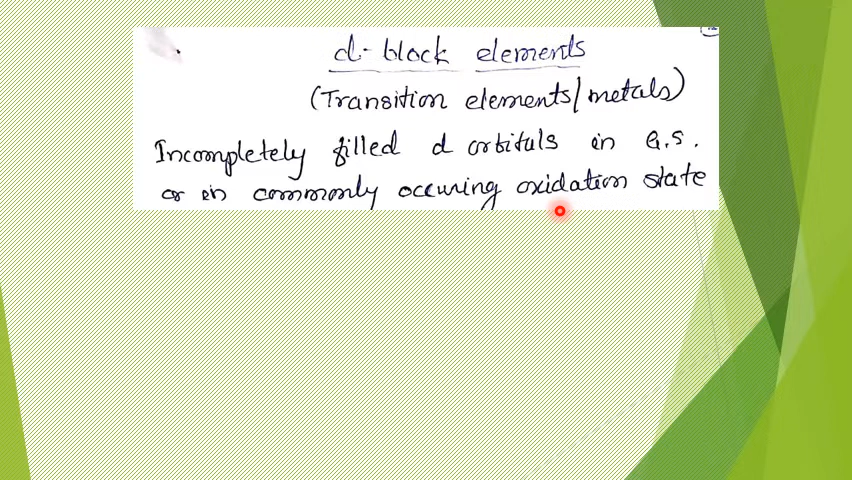 d-block elements
(Transition elements/metals)
Incompletely filled d orbitals in G.S.
or in commonly occuring oxidation state